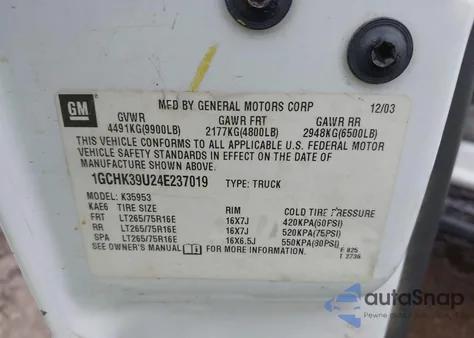 GM
MFD BY GENERAL MOTORS CORP 12/03
GVWR GAWR FRT GAWR RR
4491KG(9900LB) 2177KG(4800LB) 2948KG(6500LB)
THIS VEHICLE CONFORMS TO ALL APPLICABLE U.S. FEDERAL MOTOR
VEHICLE SAFETY STANDARDS IN EFFECT ON THE DATE OF
MANUFACTURE SHOWN ABOVE.
1GCHK39U24E237019 TYPE: TRUCK
MODEL: K35953
KAE6 TIRE SIZE RIM COLD TIRE PRESSURE
FRT LT265/75R16E 16X7J 420KPA(60PSI)
RR LT265/75R16E 16X7J 520KPA(75PSI)
SPA LT265/75R16E 16X6.5J 550KPA(80PSI)
SEE OWNER'S MANUAL FOR MORE INFORMATION.
F 825
T 2736
autoSnap